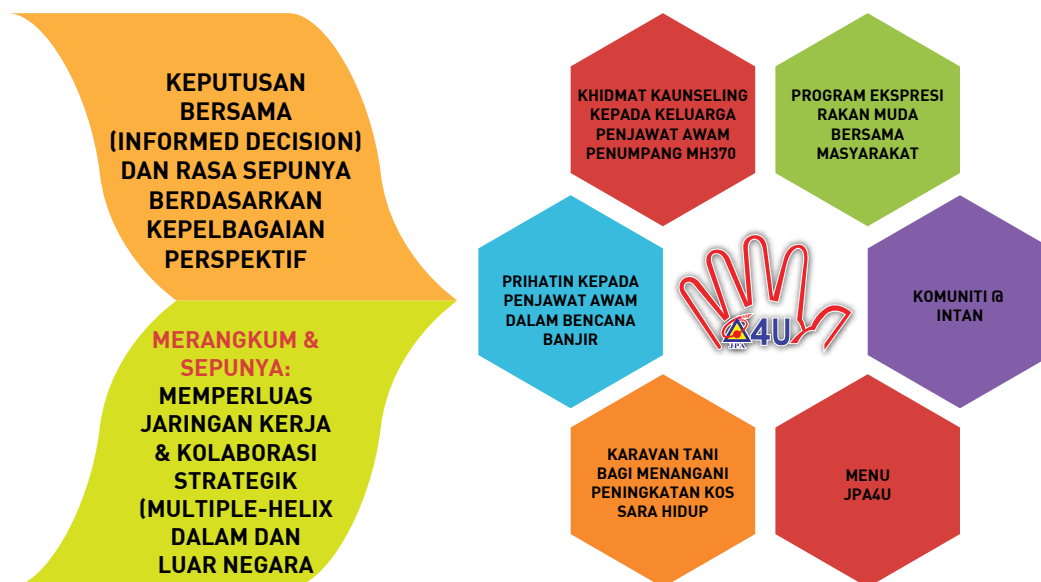 KEPUTUSAN
BERSAMA
(INFORMED DECISION)
DAN RASA SEPUNYA
BERDASARKAN
KEPELBAGAIAN
PERSPEKTIF
MERANGKUM &
SEPUNYA:
MEMPERLUAS
JARINGAN KERJA
& KOLABORASI
STRATEGIK
(MULTIPLE-HELIX
DALAM DAN
LUAR NEGARA
KHIDMAT KAUNSELING
KEPADA KELUARGA
PENJAWAT AWAM
PENUMPANG MH370
PROGRAM EKSPRESI
RAKAN MUDA
BERSAMA
MASYARAKAT
PRIHATIN KEPADA
PENJAWAT AWAM
DALAM BENCANA
BANJIR
JPA
4U
KOMUNITI @
INTAN
KARAVAN TANI
BAGI MENANGANI
PENINGKATAN KOS
SARA HIDUP
MENU
JPA4U